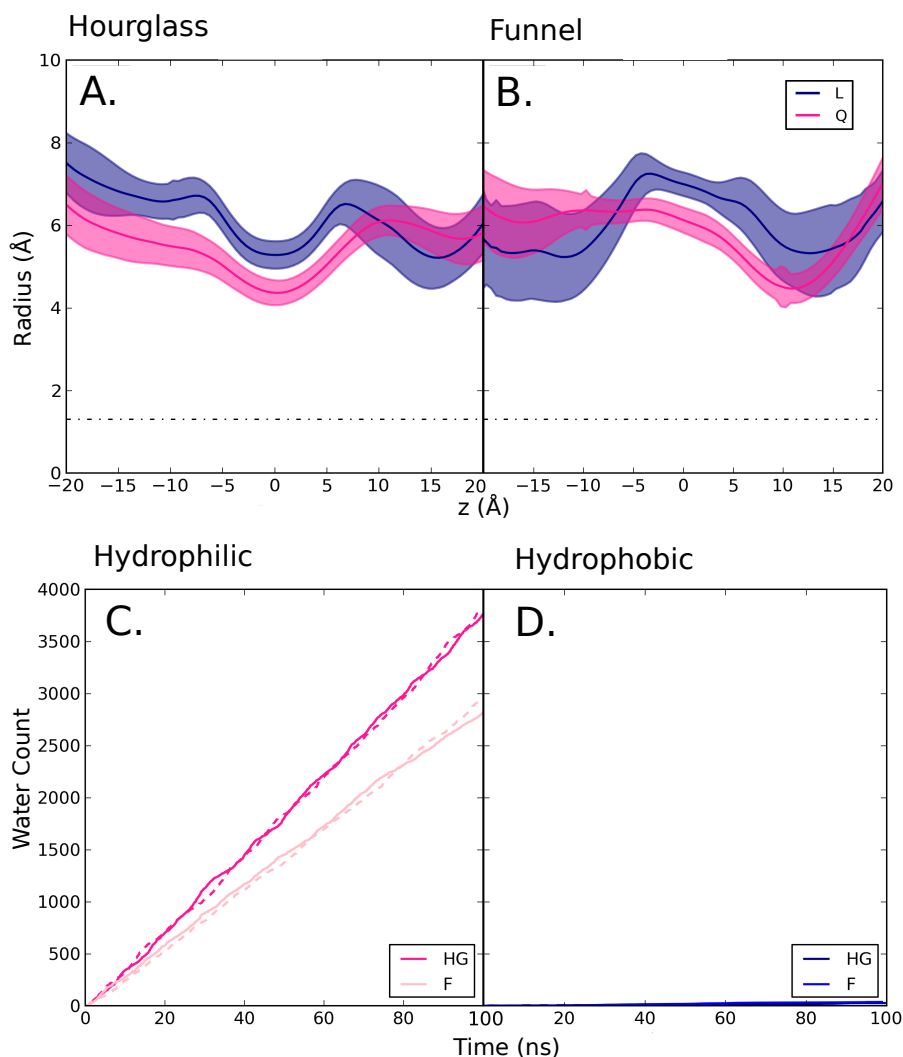 Hourglass
Funnel
A.
B.
L
Q
10
8
6
4
2
0
Radius (Å)
−20 −15 −10 −5 0 5 10 15 20 −15 −10 −5 0 5 10 15 20
z (Å)
Hydrophilic
Hydrophobic
C.
D.
4000
3500
3000
2500
2000
1500
1000
500
0
Water Count
HG
F
HG
F
0 20 40 60 80 100 20 40 60 80 100
Time (ns)